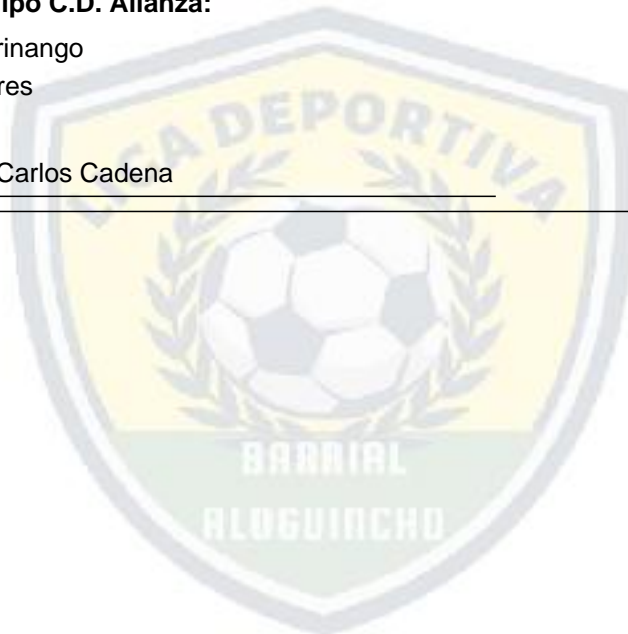 ipo C.D. Alianza:
rinango
res
Carlos Cadena
LIGA DEPORTIVA
BARRIAL
ALUGUINCHO